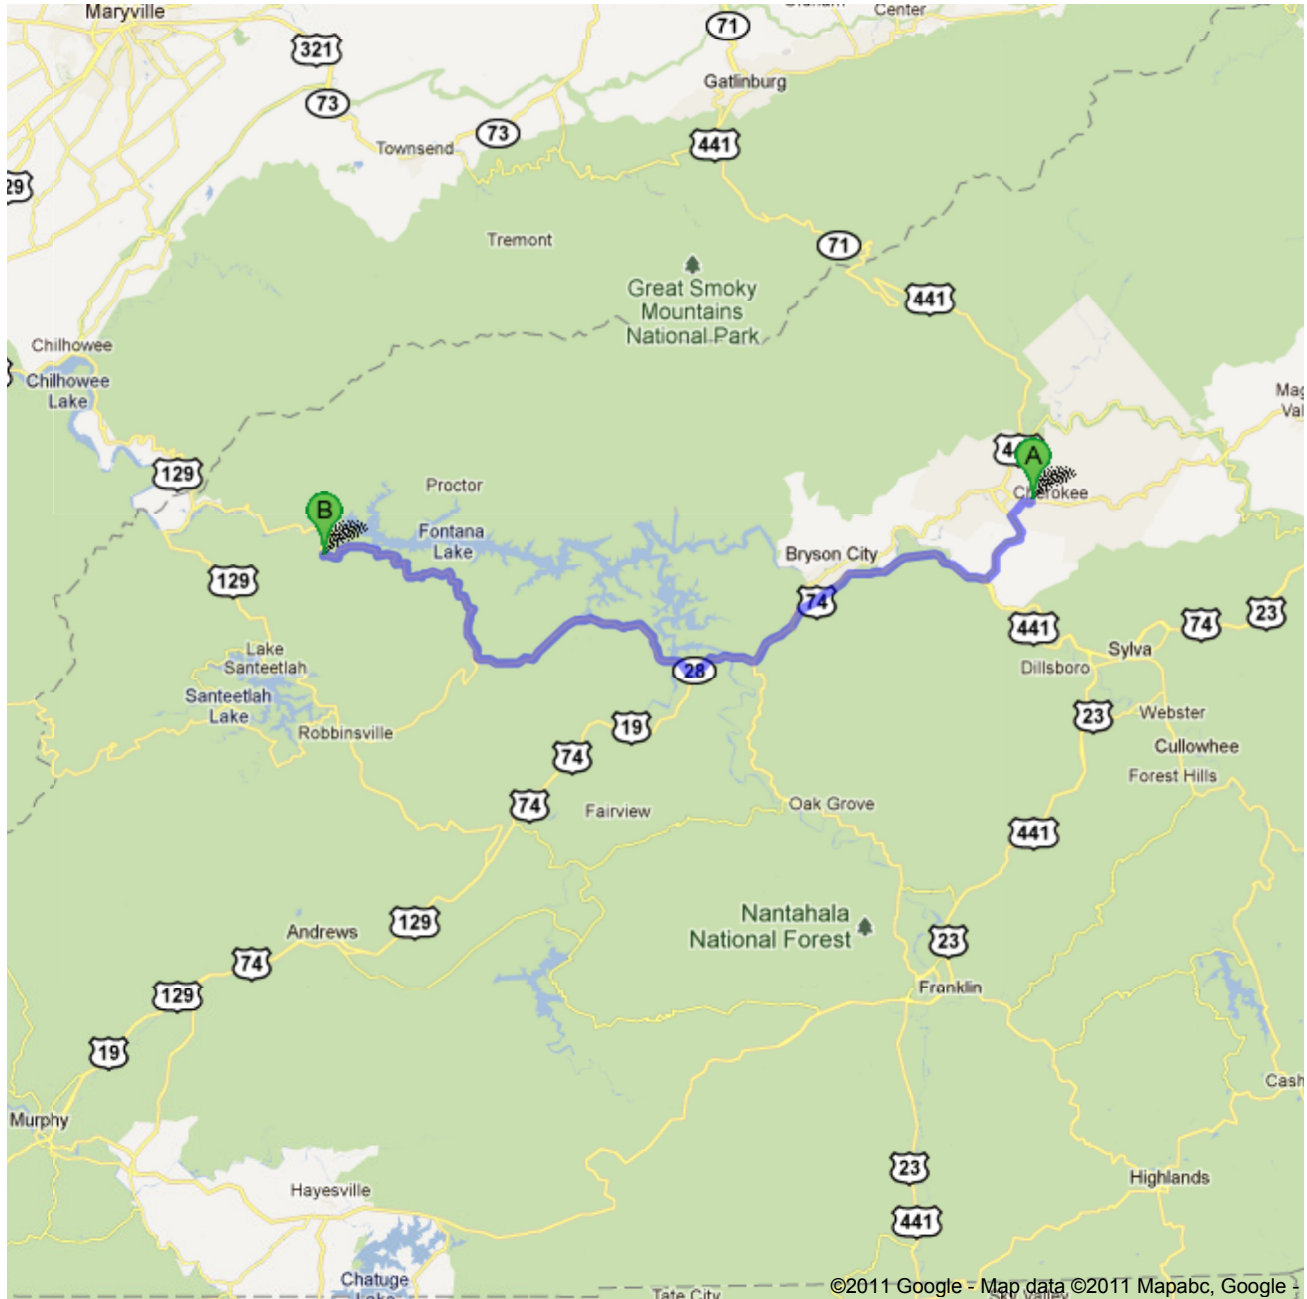 Maryville
Center
71
321
Gatlinburg
73
73
Townsend
441
29
Tremont
71
Great Smoky
Mountains
National Park
441
Chilhowee
Chilhowee
Lake
A
129
Cherokee
Proctor
B
Fontana
Lake
Bryson City
129
74
441
74
23
Lake
Santeetlah
Sylva
Dillsboro
28
Santeetlah
Lake
23
Webster
19
Robbinsville
74
Cullowhee
Forest Hills
74
Fairview
Oak Grove
441
Nantahala
National Forest
129
Andrews
23
74
Franklin
129
19
Murphy
23
Highlands
Hayesville
441
Chatuge
©2011 Google - Map data ©2011 Mapabc, Google -
Tate City